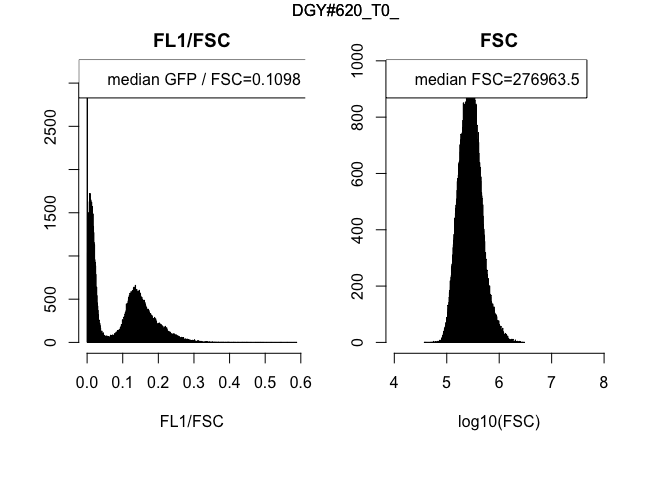 DGY#620_T0_
FL1/FSC
median GFP / FSC=0.1098
2500
1500
500
0
0.0 0.1 0.2 0.3 0.4 0.5 0.6
FL1/FSC
FSC
median FSC=276963.5
1000
800
600
400
200
0
4 5 6 7 8
log10(FSC)